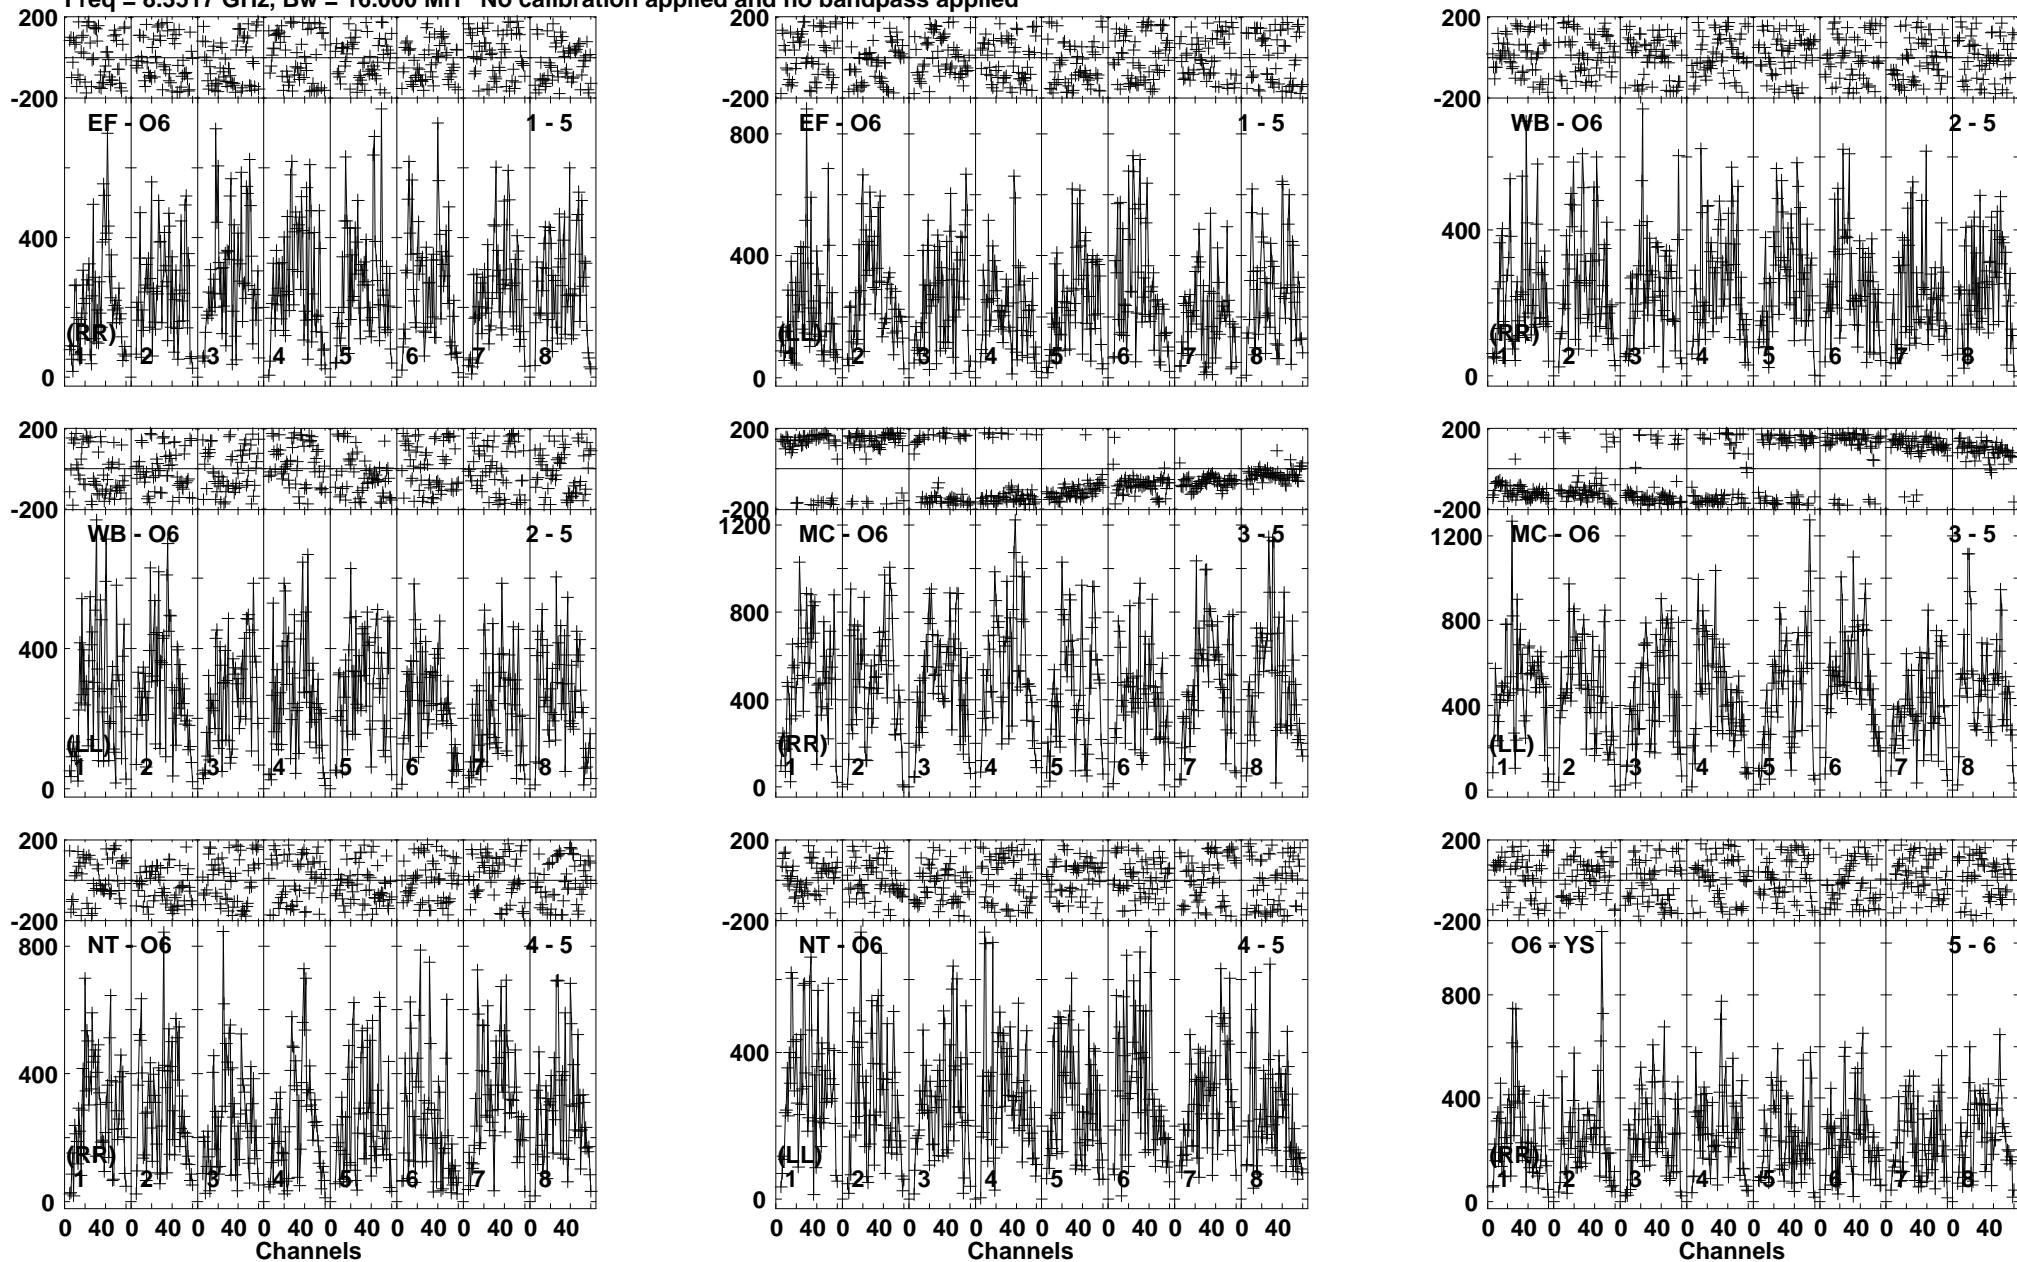 Freq = 8.3517 GHz, Bw = 16.000 MH No calibration applied and no bandpass applied
200 200 200
-200 -200 -200
EF - O6 1 - 5 EF - O6 1 - 5 WB - O6 2 - 5
800
400 400 400
(RR) (LL) (RR)
1 2 3 4 5 6 7 8 1 2 3 4 5 6 7 8 1 2 3 4 5 6 7 8
0 0 0
200 200 200
-200 -200 -200
WB - O6 2 - 5 MC - O6 3 - 5 MC - O6 3 - 5
1200 1200
800 800
400 400 400
(LL) (RR) (LL)
1 2 3 4 5 6 7 8 1 2 3 4 5 6 7 8 1 2 3 4 5 6 7 8
0 0 0
200 200 200
-200 -200 -200
NT - O6 4 - 5 NT - O6 4 - 5 O6 - YS 5 - 6
800 800
400 400 400
(RR) (LL) (RR)
1 2 3 4 5 6 7 8 1 2 3 4 5 6 7 8 1 2 3 4 5 6 7 8
0 0 0
0 40 0 40 0 40 0 40 0 40 0 40 0 40 0 40 0 40 0 40 0 40 0 40 0 40 0 40 0 40 0 40 0 40 0 40 0 40 0 40 0 40 0 40 0 40 0 40
Channels Channels Channels